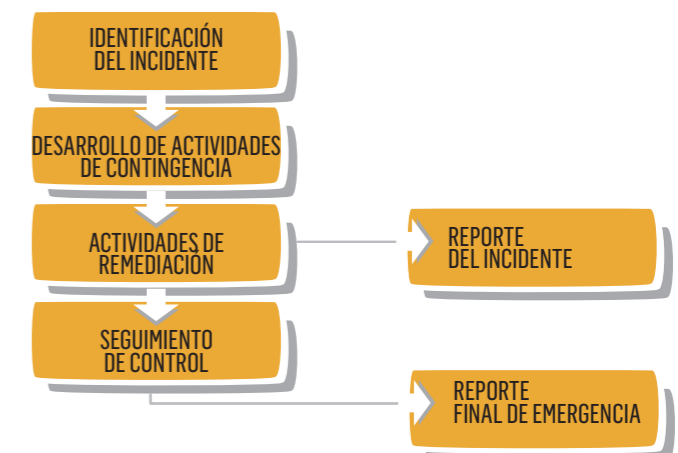 IDENTIFICACIÓN
DEL INCIDENTE
DESARROLLO DE ACTIVIDADES
DE CONTINGENCIA
ACTIVIDADES DE
REMEDIACIÓN
REPORTE
DEL INCIDENTE
SEGUIMIENTO
DE CONTROL
REPORTE
FINAL DE EMERGENCIA